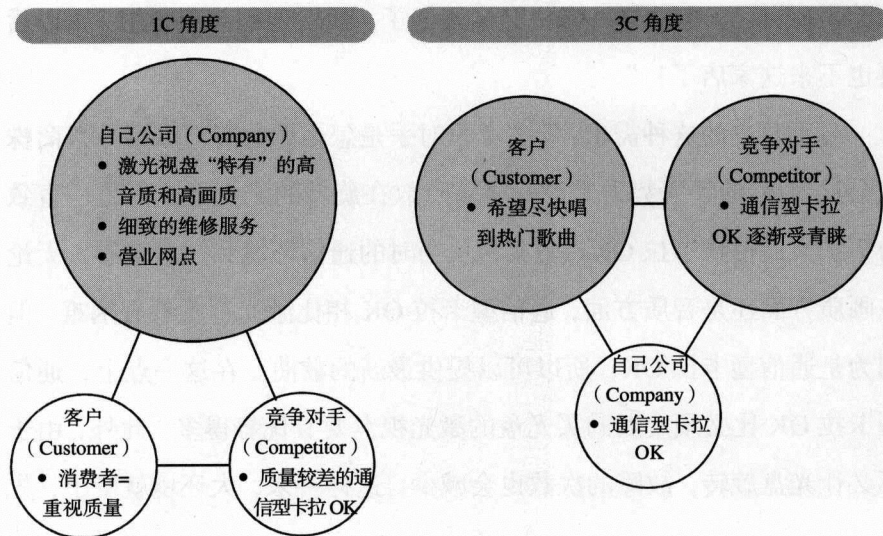 1C 角度
3C 角度
自己公司（Company）
• 激光视盘“特有”的高
音质和高画质
• 细致的维修服务
• 营业网点
客户
（Customer）
• 消费者=
重视质量
竞争对手
（Competitor）
• 质量较差的通
信型卡拉 OK
客户
（Customer）
• 希望尽快唱
到热门歌曲
竞争对手
（Competitor）
• 通信型卡拉
OK 逐渐受青睐
自己公司
（Company）
• 通信型卡拉
OK